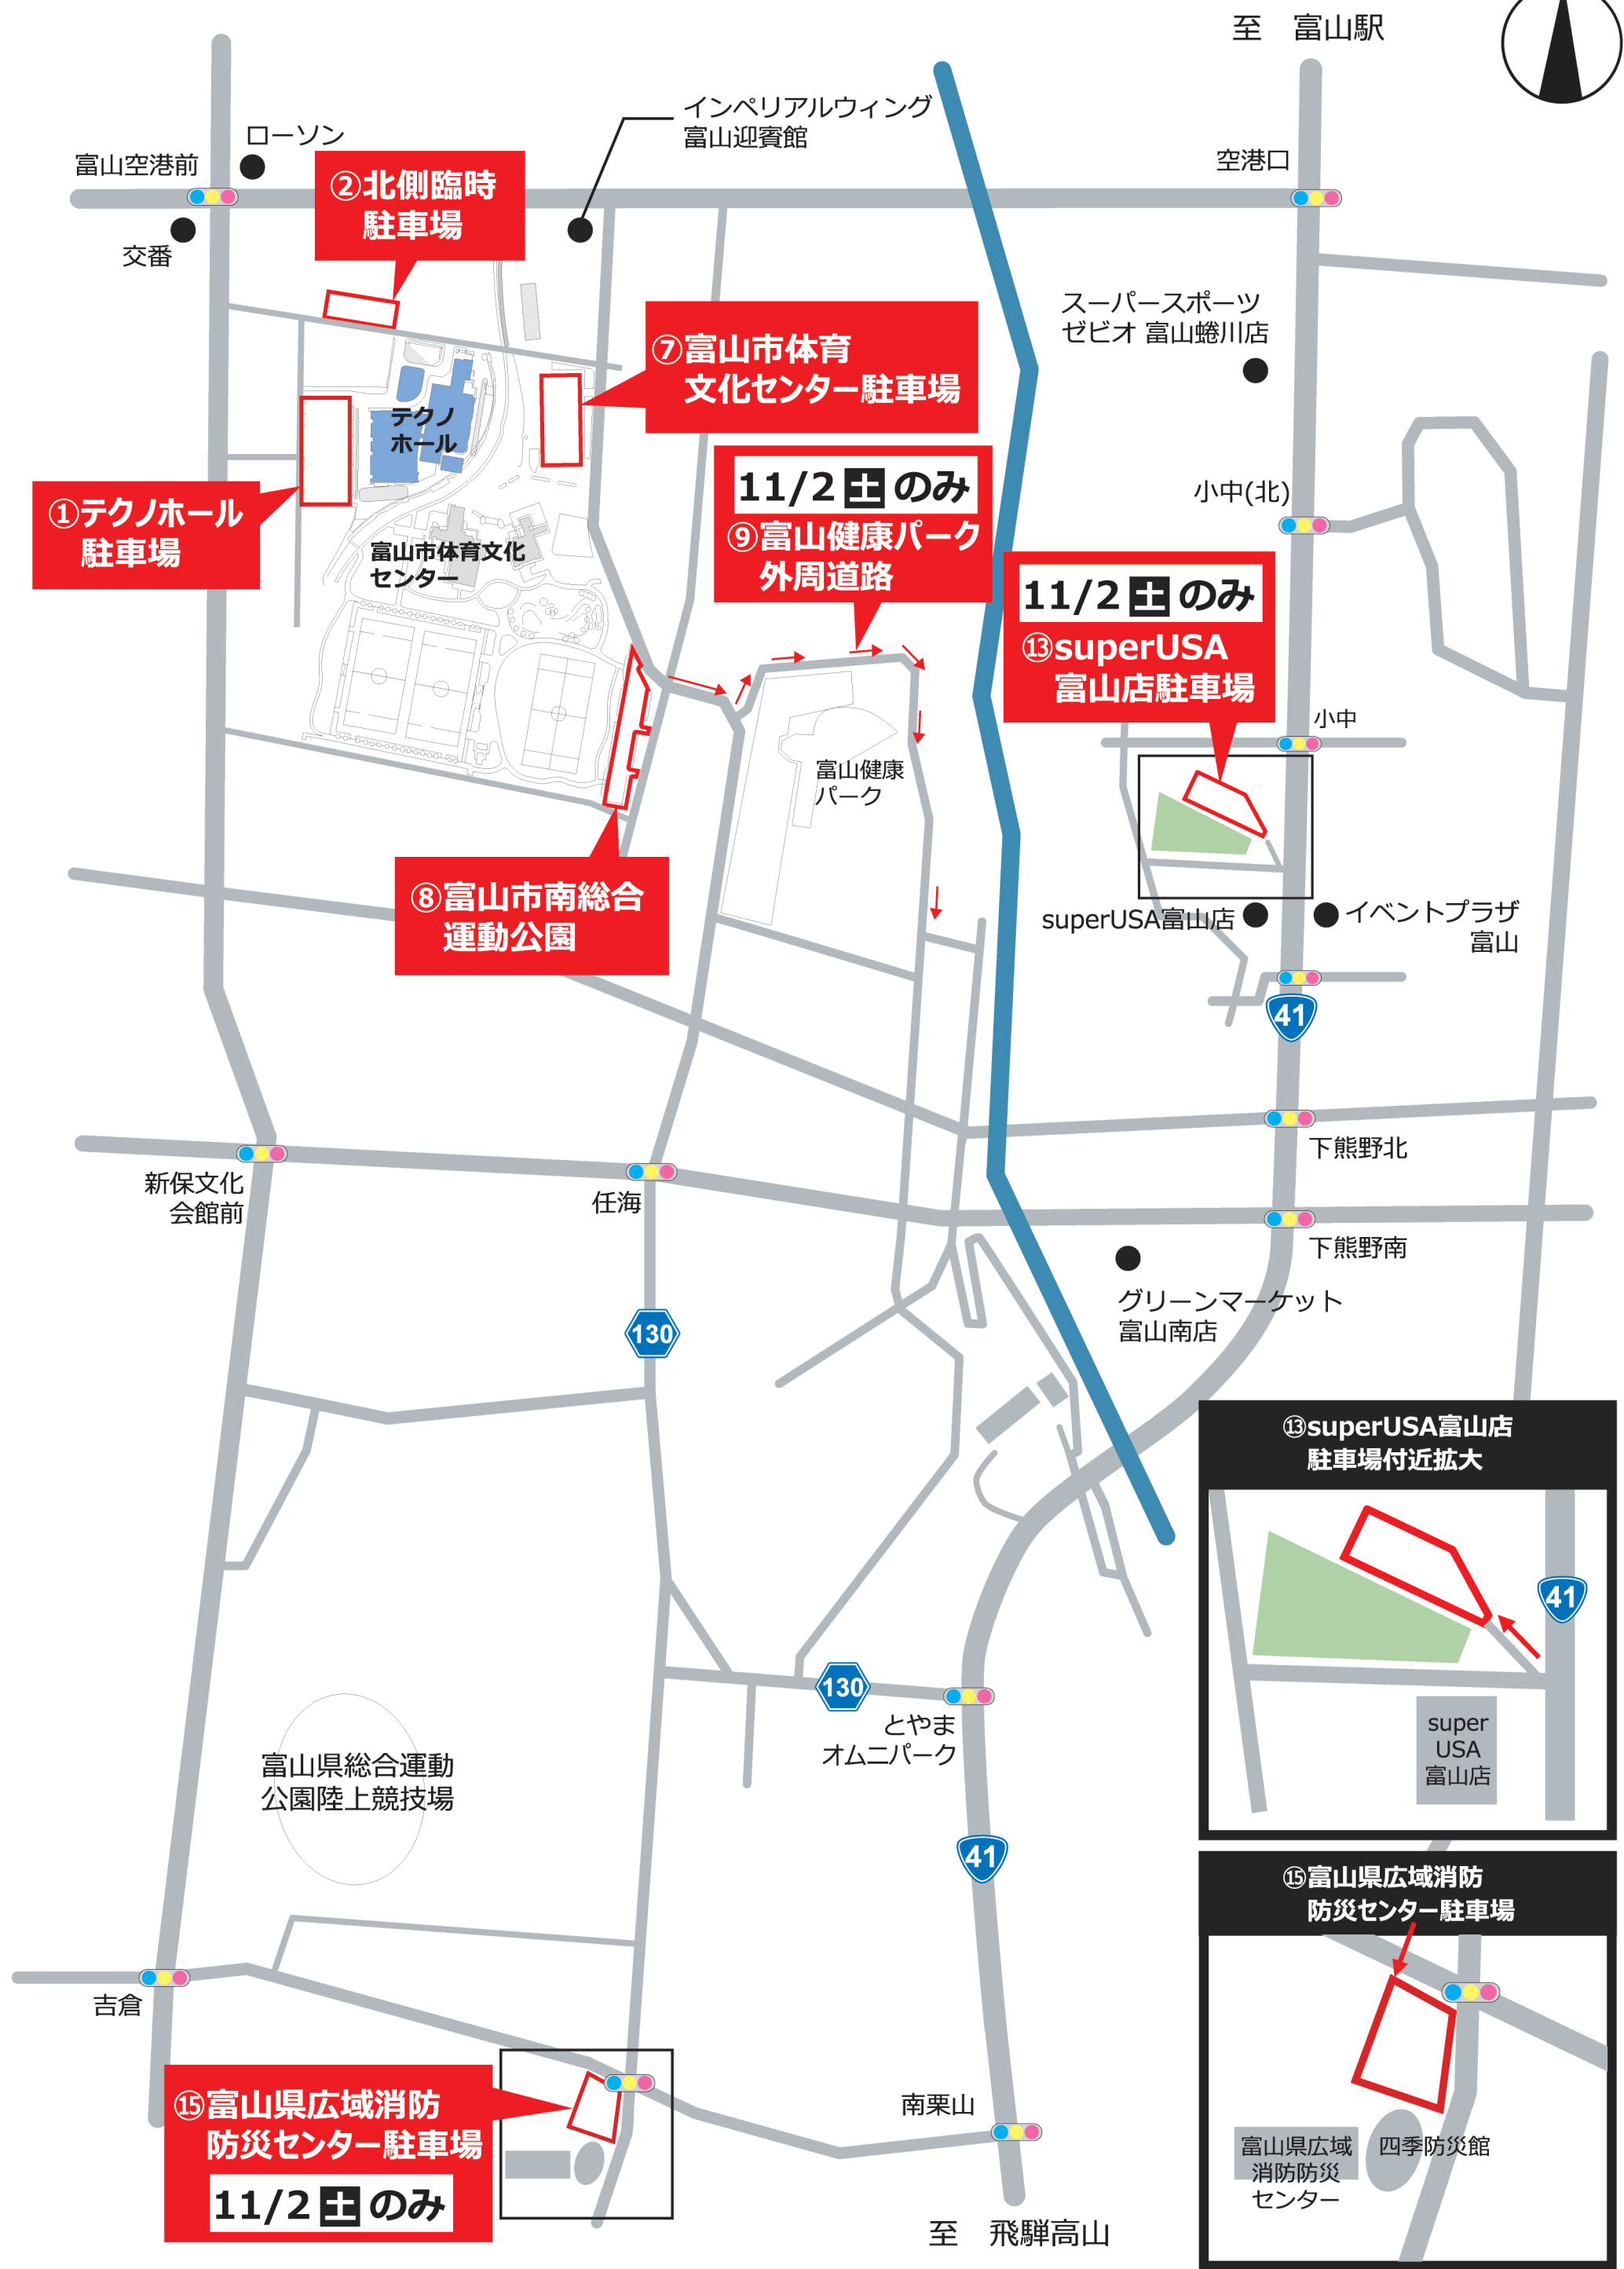 至　富山駅
インペリアルウィング
富山迎賓館
ローソン
富山空港前
空港口
②北側臨時
駐車場
交番
スーパースポーツ
ゼビオ 富山蜷川店
⑦富山市体育
文化センター駐車場
テクノ
ホール
11/2 土 のみ
⑨富山健康パーク
外周道路
小中(北)
①テクノホール
駐車場
富山市体育文化
センター
11/2 土 のみ
⑬superUSA
富山店駐車場
小中
富山健康
パーク
⑧富山市南総合
運動公園
superUSA富山店
イベントプラザ
富山
41
下熊野北
新保文化
会館前
任海
下熊野南
グリーンマーケット
富山南店
130
⑬superUSA富山店
駐車場付近拡大
41
super
USA
富山店
130
とやま
オムニパーク
富山県総合運動
公園陸上競技場
41
⑮富山県広域消防
防災センター駐車場
富山県広域
消防防災
センター
四季防災館
吉倉
⑮富山県広域消防
防災センター駐車場
11/2 土 のみ
南栗山
至　飛騨高山